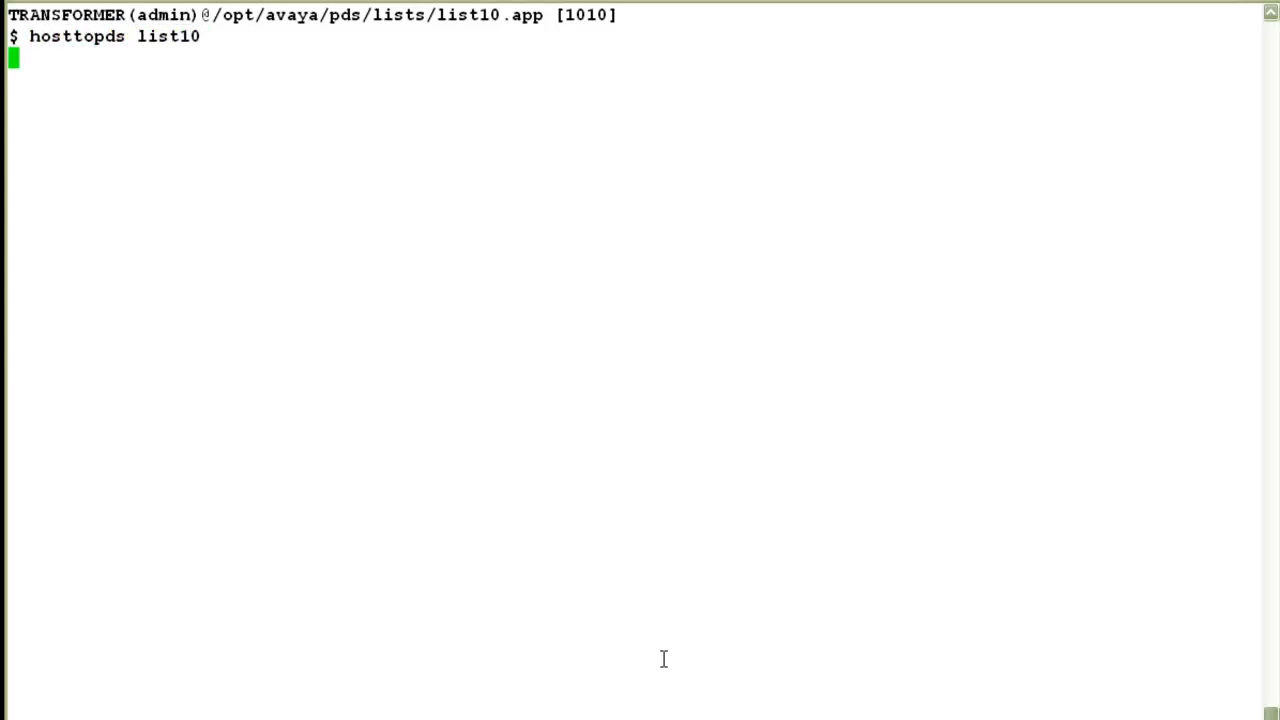 TRANSFORMER(admin)@/opt/avaya/pds/lists/list10.app [1010]
$ hosttopds list10